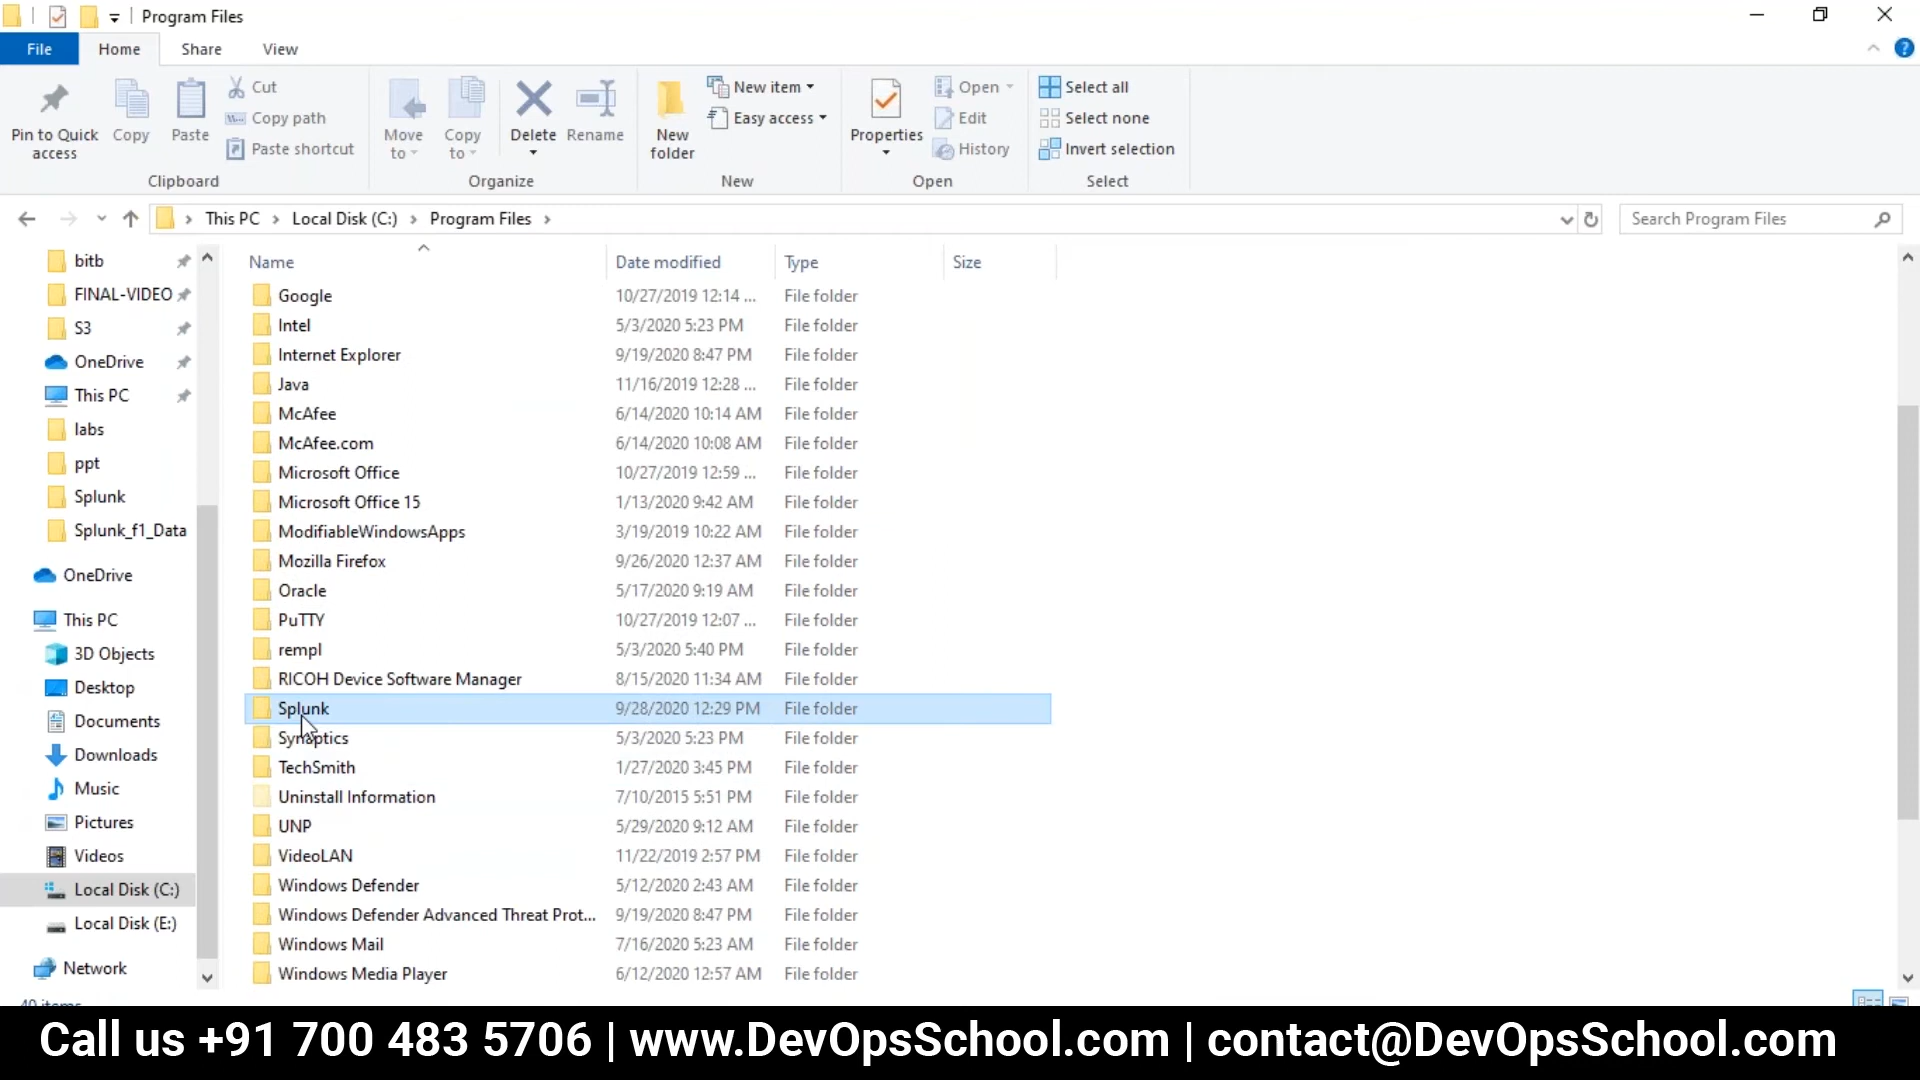 Program Files
File
Home
Share
View
Pin to Quick access
Copy
Paste
Cut
Copy path
Paste shortcut
Clipboard
Move to
Copy to
Delete
Rename
Organize
New folder
New item
Easy access
New
Properties
Open
Edit
History
Open
Select all
Select none
Invert selection
Select
This PC > Local Disk (C:) > Program Files >
Search Program Files
bitb
FINAL-VIDEO
S3
OneDrive
This PC
labs
ppt
Splunk
Splunk_f1_Data
OneDrive
This PC
3D Objects
Desktop
Documents
Downloads
Music
Pictures
Videos
Local Disk (C:)
Local Disk (E:)
Network
Name Date modified Type Size
Google 10/27/2019 12:14 ... File folder
Intel 5/3/2020 5:23 PM File folder
Internet Explorer 9/19/2020 8:47 PM File folder
Java 11/16/2019 12:28 ... File folder
McAfee 6/14/2020 10:14 AM File folder
McAfee.com 6/14/2020 10:08 AM File folder
Microsoft Office 10/27/2019 12:59 ... File folder
Microsoft Office 15 1/13/2020 9:42 AM File folder
ModifiableWindowsApps 3/19/2019 10:22 AM File folder
Mozilla Firefox 9/26/2020 12:37 AM File folder
Oracle 5/17/2020 9:19 AM File folder
PuTTY 10/27/2019 12:07 ... File folder
rempl 5/3/2020 5:40 PM File folder
RICOH Device Software Manager 8/15/2020 11:34 AM File folder
Splunk 9/28/2020 12:29 PM File folder
Synaptics 5/3/2020 5:23 PM File folder
TechSmith 1/27/2020 3:45 PM File folder
Uninstall Information 7/10/2015 5:51 PM File folder
UNP 5/29/2020 9:12 AM File folder
VideoLAN 11/22/2019 2:57 PM File folder
Windows Defender 5/12/2020 2:43 AM File folder
Windows Defender Advanced Threat Prot... 9/19/2020 8:47 PM File folder
Windows Mail 7/16/2020 5:23 AM File folder
Windows Media Player 6/12/2020 12:57 AM File folder
Call us +91 700 483 5706 | www.DevOpsSchool.com | contact@DevOpsSchool.com